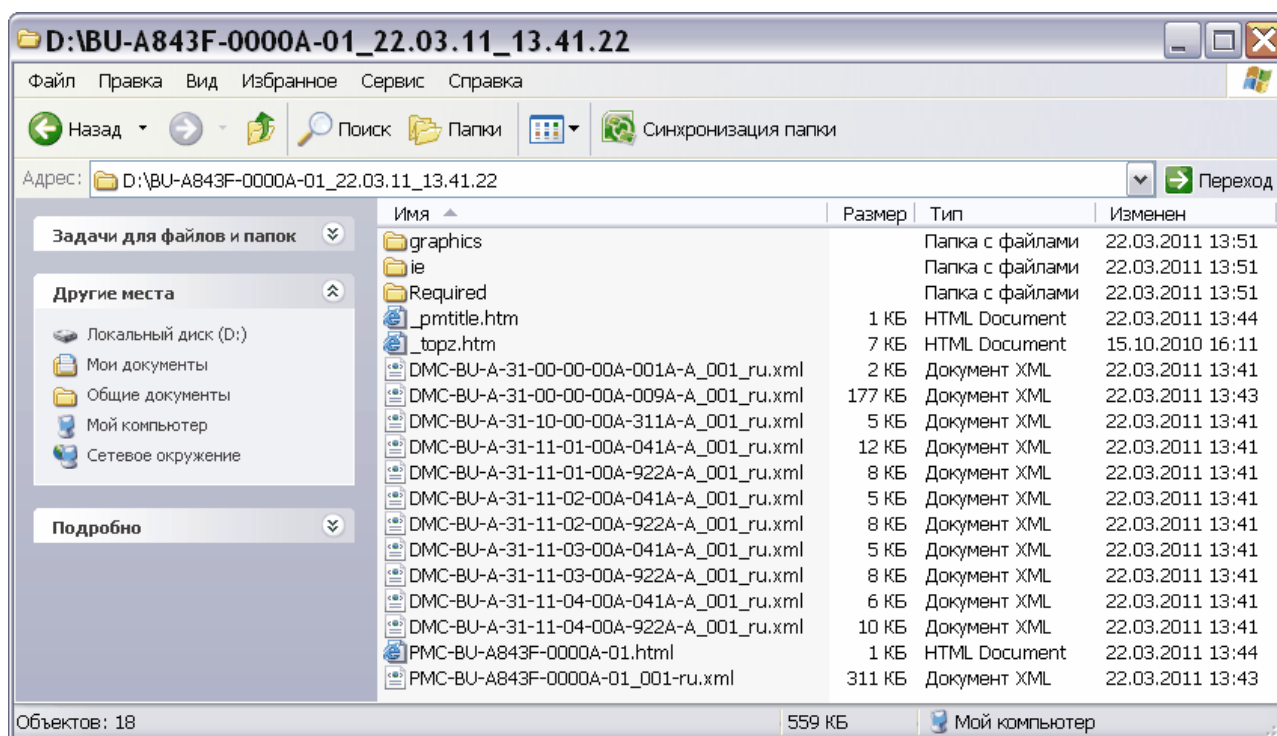 D:\BU-A843F-0000A-01_22.03.11_13.41.22
Файл Правка Вид Избранное Сервис Справка
Назад Поиск Папки Синхронизация папки
Адрес: D:\BU-A843F-0000A-01_22.03.11_13.41.22 Переход
Задачи для файлов и папок
Другие места
Локальный диск (D:)
Мои документы
Общие документы
Мой компьютер
Сетевое окружение
Подробно
Имя Размер Тип Изменен
graphics Папка с файлами 22.03.2011 13:51
ie Папка с файлами 22.03.2011 13:51
Required Папка с файлами 22.03.2011 13:51
_pmtitle.htm 1 КБ HTML Document 22.03.2011 13:44
_topz.htm 7 КБ HTML Document 15.10.2010 16:11
DMC-BU-A-31-00-00-00A-001A-A_001_ru.xml 2 КБ Документ XML 22.03.2011 13:41
DMC-BU-A-31-00-00-00A-009A-A_001_ru.xml 177 КБ Документ XML 22.03.2011 13:43
DMC-BU-A-31-10-00-00A-311A-A_001_ru.xml 5 КБ Документ XML 22.03.2011 13:41
DMC-BU-A-31-11-01-00A-041A-A_001_ru.xml 12 КБ Документ XML 22.03.2011 13:41
DMC-BU-A-31-11-01-00A-922A-A_001_ru.xml 8 КБ Документ XML 22.03.2011 13:41
DMC-BU-A-31-11-02-00A-041A-A_001_ru.xml 5 КБ Документ XML 22.03.2011 13:41
DMC-BU-A-31-11-02-00A-922A-A_001_ru.xml 8 КБ Документ XML 22.03.2011 13:41
DMC-BU-A-31-11-03-00A-041A-A_001_ru.xml 5 КБ Документ XML 22.03.2011 13:41
DMC-BU-A-31-11-03-00A-922A-A_001_ru.xml 8 КБ Документ XML 22.03.2011 13:41
DMC-BU-A-31-11-04-00A-041A-A_001_ru.xml 6 КБ Документ XML 22.03.2011 13:41
DMC-BU-A-31-11-04-00A-922A-A_001_ru.xml 10 КБ Документ XML 22.03.2011 13:41
PMC-BU-A843F-0000A-01.html 1 КБ HTML Document 22.03.2011 13:44
PMC-BU-A843F-0000A-01_001-ru.xml 311 КБ Документ XML 22.03.2011 13:43
Объектов: 18 559 КБ Мой компьютер